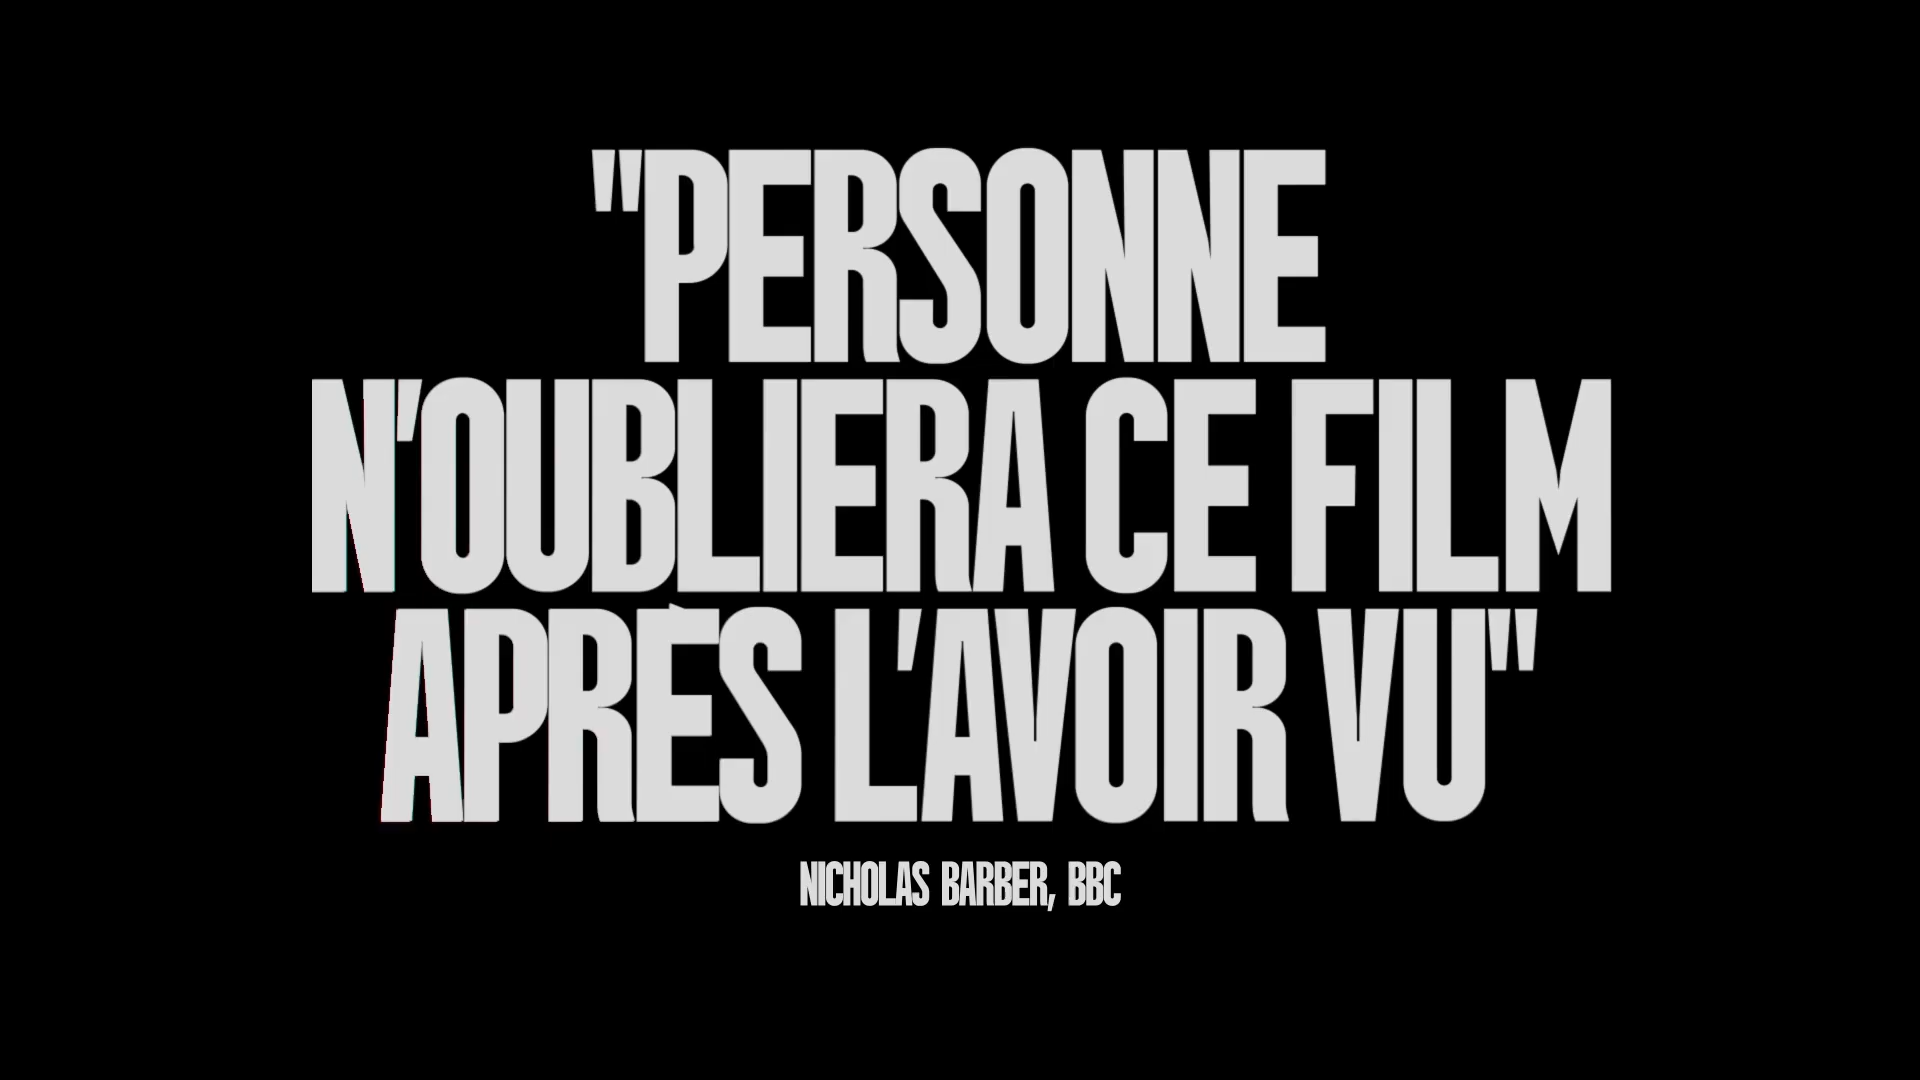 "PERSONNE
N'OUBLIERA CE FILM
APRÈS L'AVOIR VU"
NICHOLAS BARBER, BBC